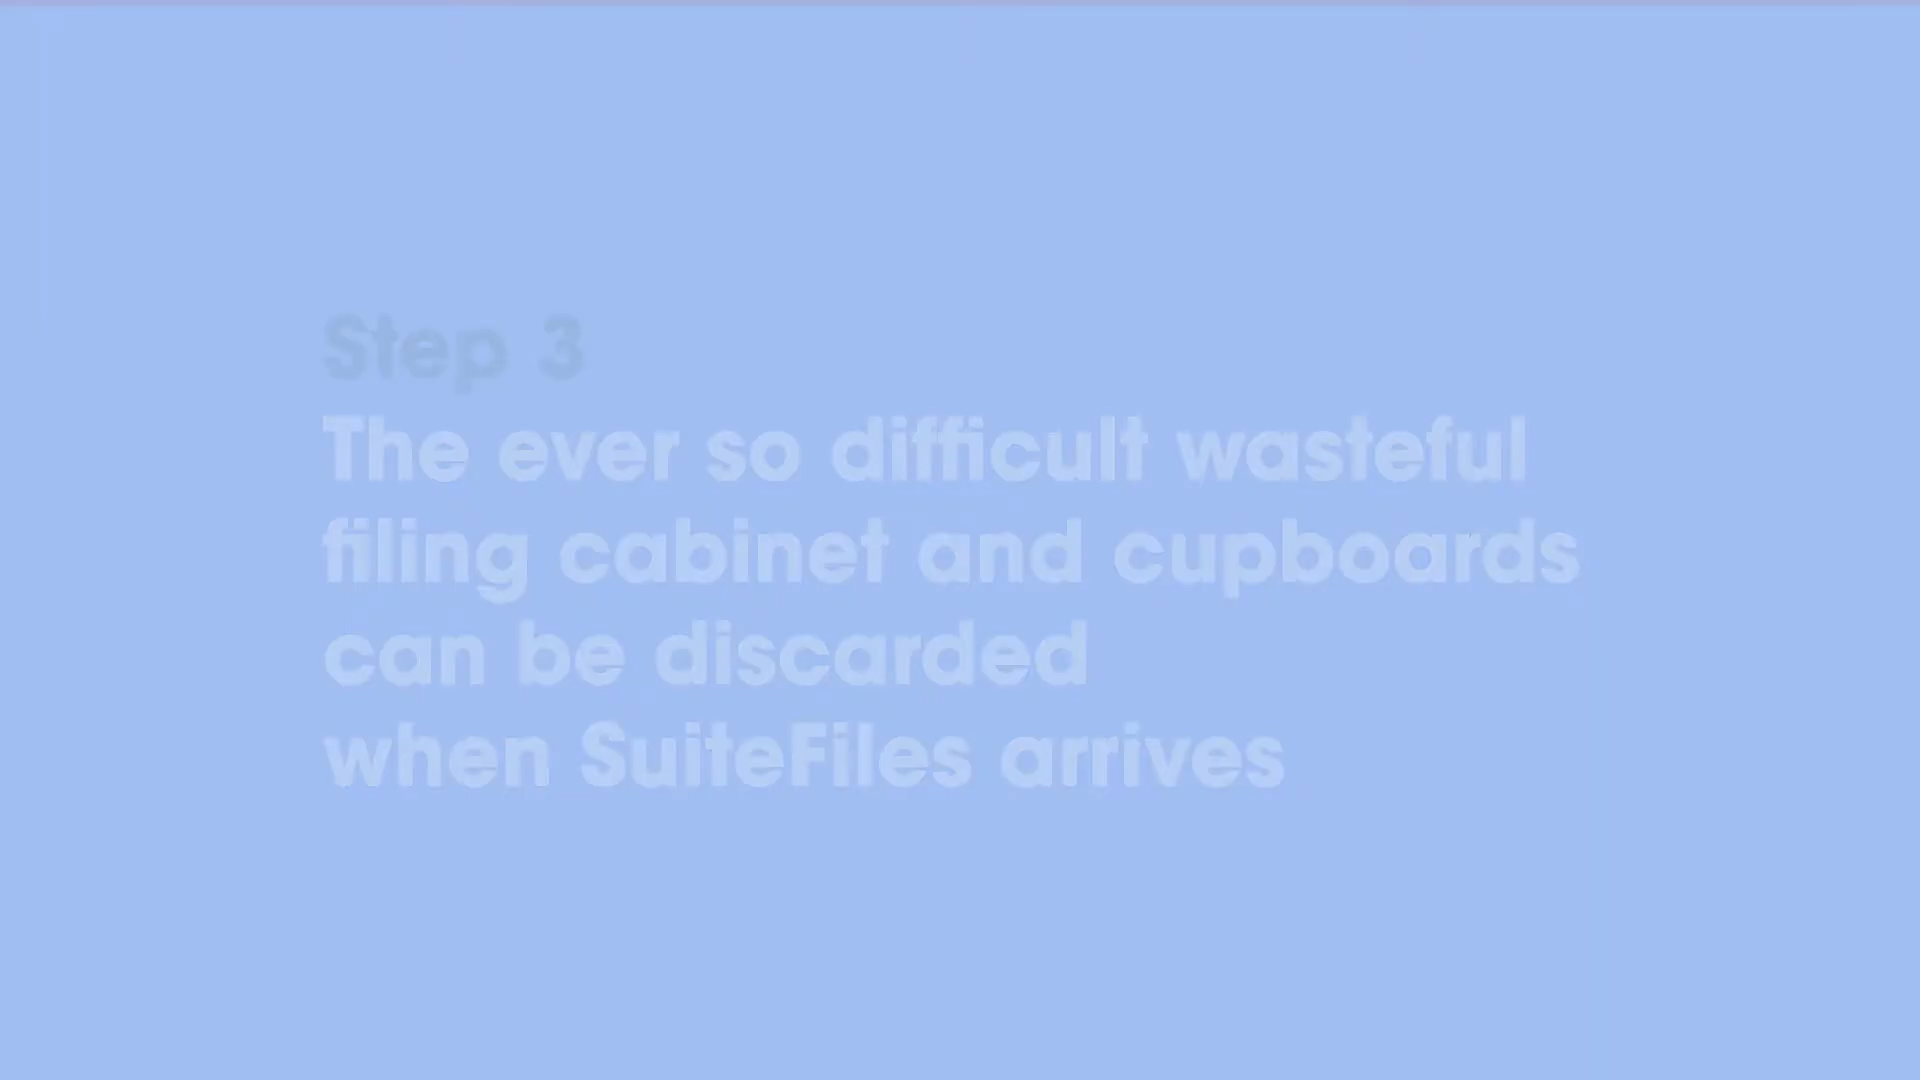 Step 3
The ever so difficult wasteful
filing cabinet and cupboards
can be discarded
when SuiteFiles arrives